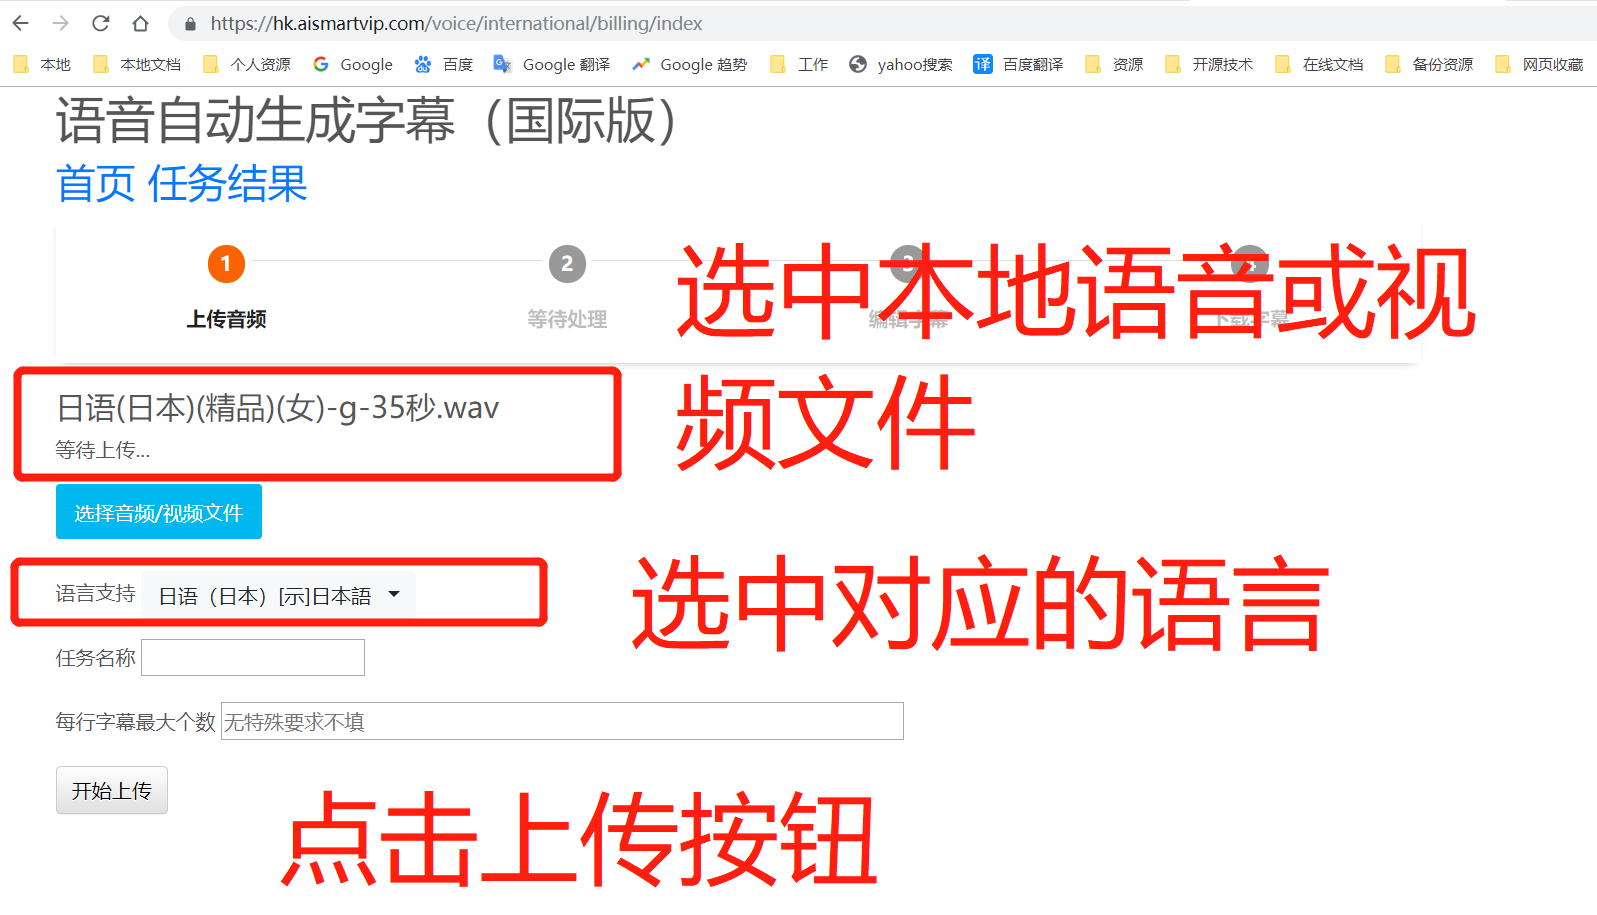 https://hk.aismartvip.com/voice/international/billing/index
本地 本地文档 个人资源 Google 百度 Google 翻译 Google 趋势 工作 yahoo搜索 译 百度翻译 资源 开源技术 在线文档 备份资源 网页收藏
语音自动生成字幕（国际版）
首页 任务结果
1 2 3 4
上传音频 等待处理 编辑字幕 下载字幕
选中本地语音或视
频文件
日语(日本)(精品)(女)-g-35秒.wav
等待上传...
选择音频/视频文件
语言支持 日语（日本）[示]日本語
选中对应的语言
任务名称
每行字幕最大个数 无特殊要求不填
开始上传
点击上传按钮